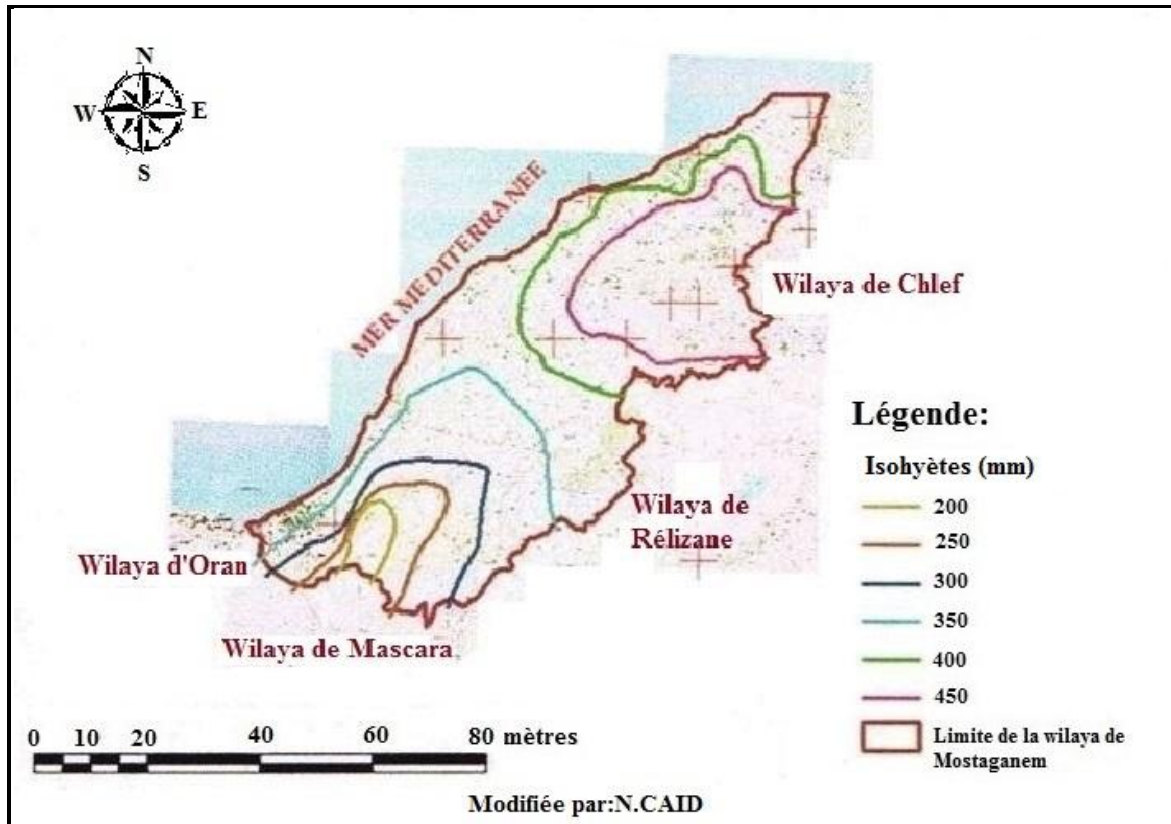 N
W E
S
MER MEDITERRANEE
Wilaya de Chlef
Wilaya de
Rélizane
Wilaya d'Oran
Wilaya de Mascara
Légende:
Isohyètes (mm)
200
250
300
350
400
450
Limite de la wilaya de
Mostaganem
0 10 20 40 60 80 mètres
Modifiée par:N.CAID